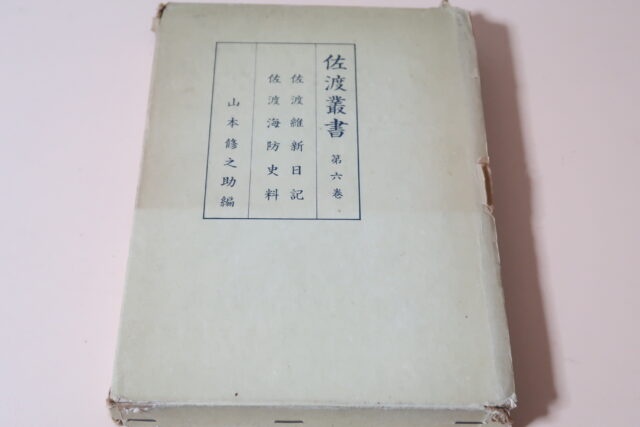 佐渡叢書 第六巻
佐渡維新日記
佐渡海防史料
山本修之助編